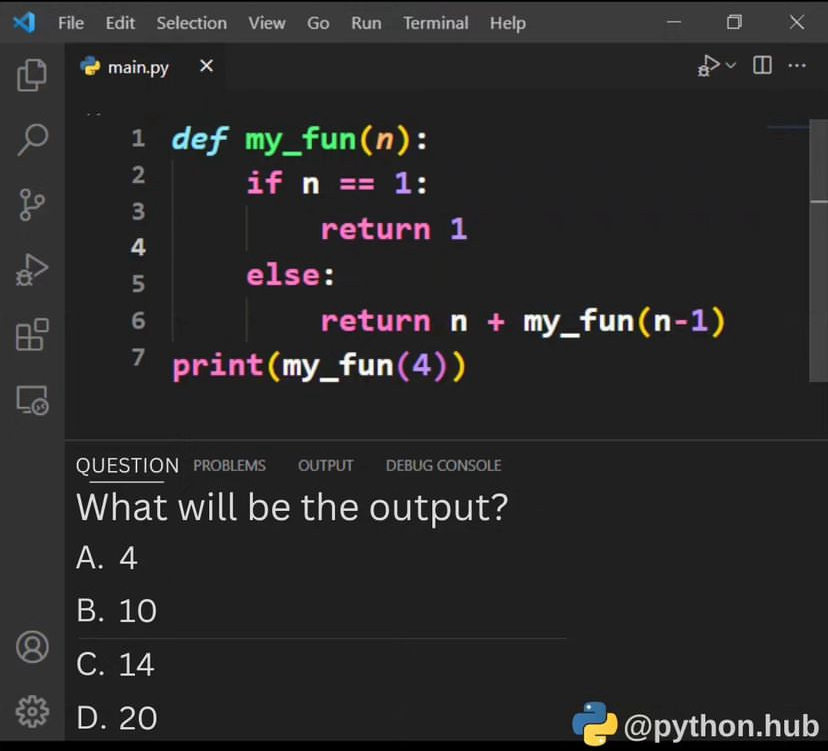 File Edit Selection View Go Run Terminal Help
main.py
1 def my_fun(n):
2 if n == 1:
3 return 1
4 else:
5 return n + my_fun(n-1)
6 print(my_fun(4))
7
QUESTION PROBLEMS OUTPUT DEBUG CONSOLE
What will be the output?
A. 4
B. 10
C. 14
D. 20
@python.hub